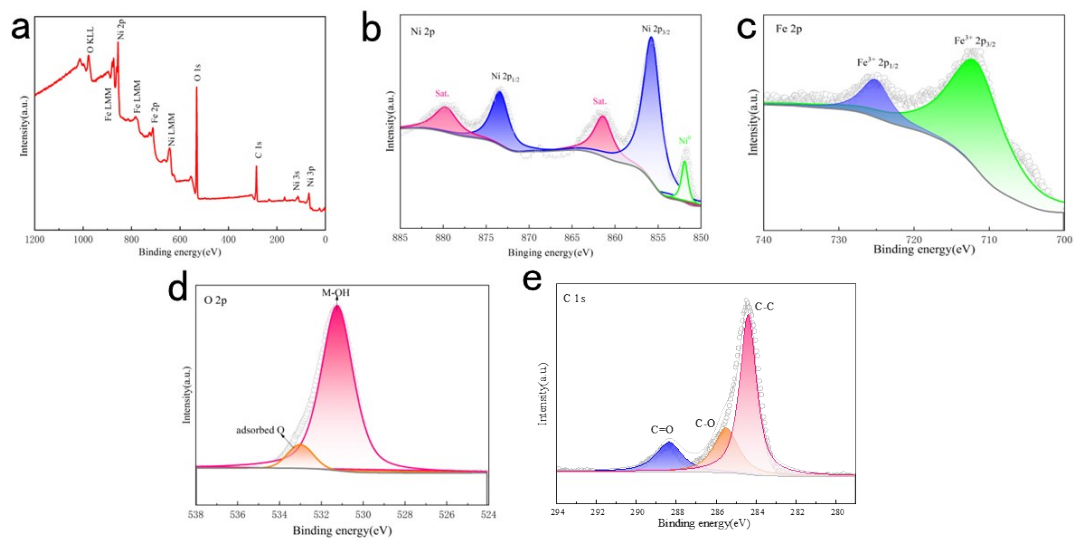 a
O KLL
Ni 2p
Fe LMM
Fe LMM
Fe 2p
Ni LMM
O 1s
C 1s
Ni 3s
Ni 3p
Intensity(a.u.)
1200 1000 800 600 400 200 0
Binding energy(eV)
b
Ni 2p
Ni 2p3/2
Ni 2p1/2
Sat.
Sat.
Ni⁰
Intensity(a.u.)
885 880 875 870 865 860 855 850
Binging energy(eV)
c
Fe 2p
Fe³⁺ 2p3/2
Fe³⁺ 2p1/2
Intensity(a.u.)
740 730 720 710 700
Binding energy(eV)
d
O 2p
M-OH
adsorbed O
Intensity(a.u.)
538 536 534 532 530 528 526 524
Binding energy(eV)
e
C 1s
C-C
C-O
C=O
Intensity(a.u.)
294 292 290 288 286 284 282 280
Binding energy(eV)